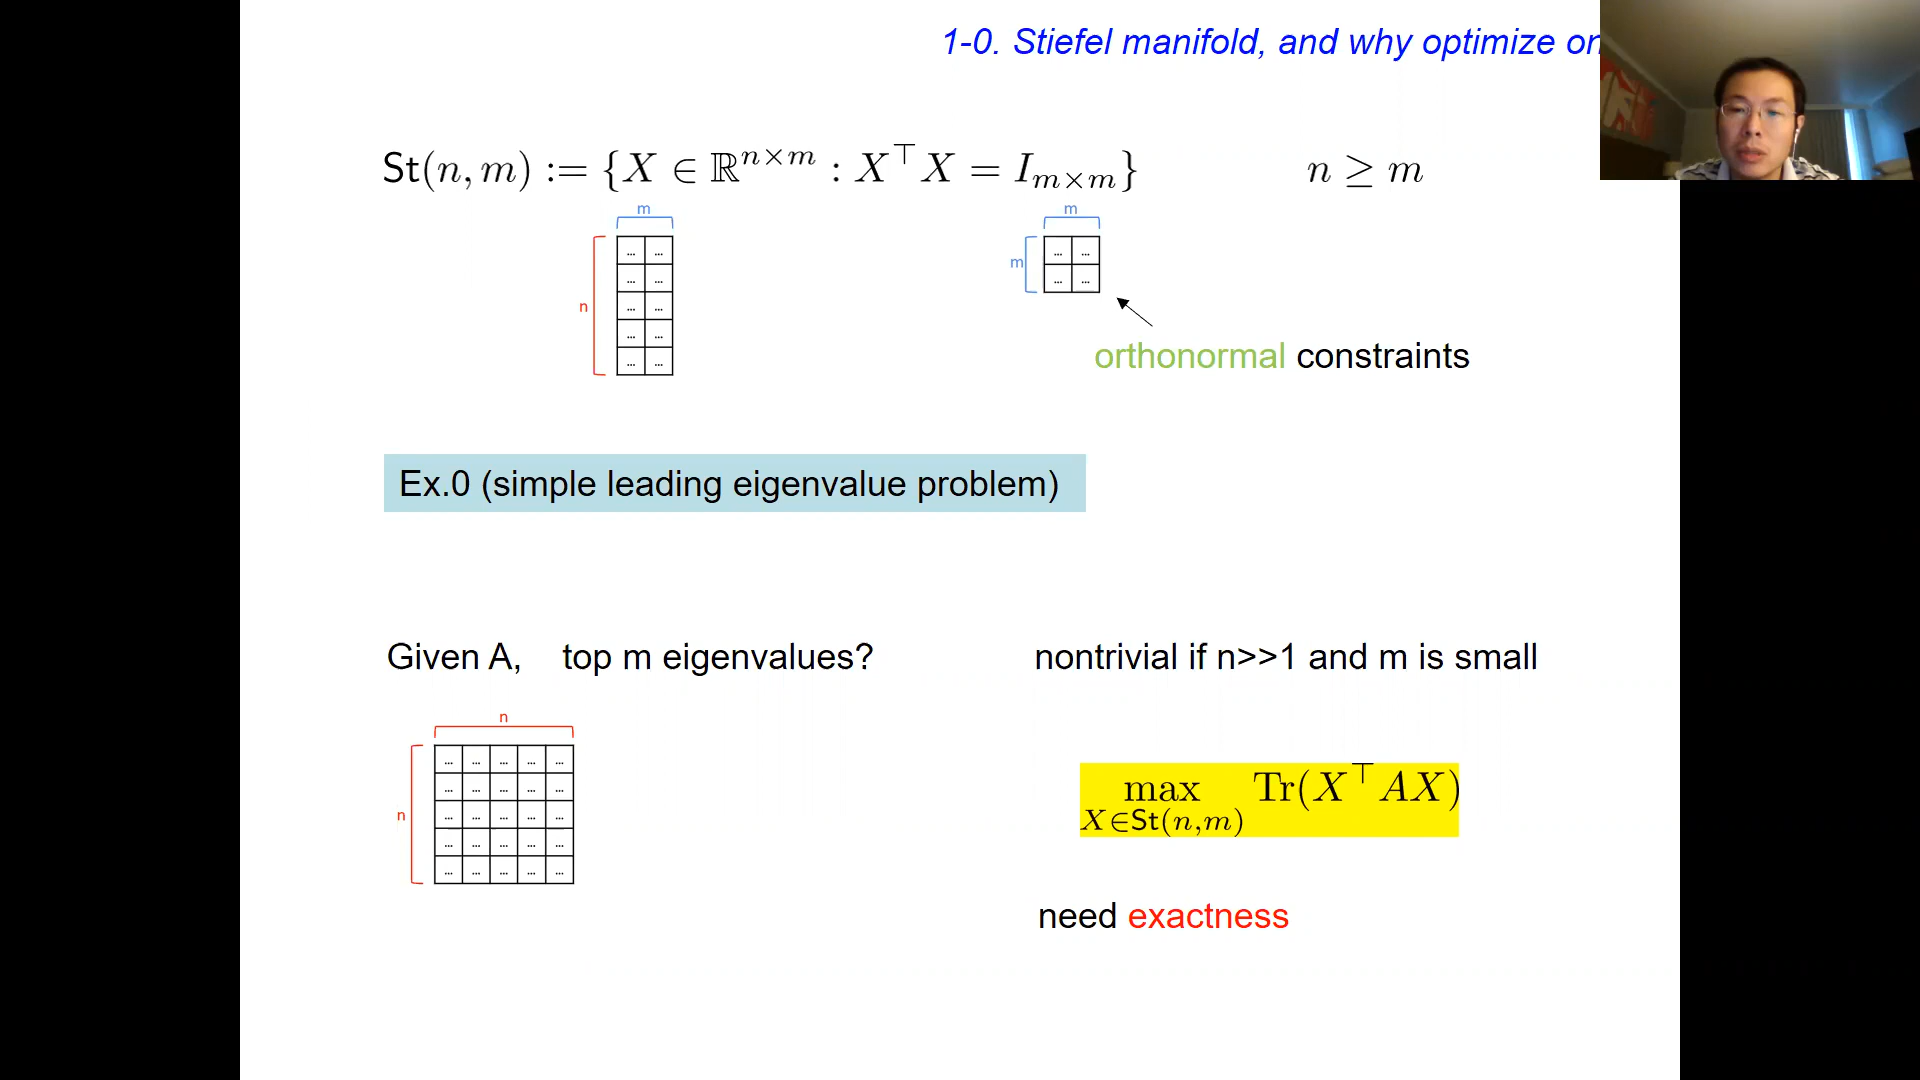 1-0. Stiefel manifold, and why optimize on
St(n, m) := {X ∈ ℝ^{n×m} : X^⊤ X = I_{m×m}}    n ≥ m
m
m
n
... ...
... ...
... ...
... ...
... ...
m
... ...
... ...
orthonormal constraints
Ex.0 (simple leading eigenvalue problem)
Given A, top m eigenvalues?
nontrivial if n>>1 and m is small
n
n
... ... ... ... ...
... ... ... ... ...
... ... ... ... ...
... ... ... ... ...
... ... ... ... ...
max Tr(X^⊤ AX)
X∈St(n,m)
need exactness